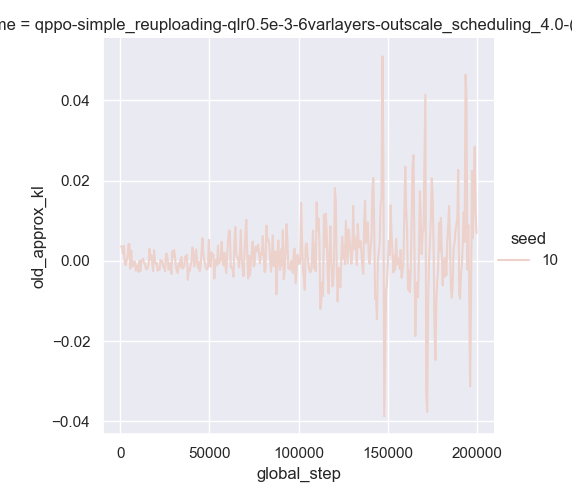 me = qppo-simple_reuploading-qlr0.5e-3-6varlayers-outscale_scheduling_4.0-(
0.04
0.02
0.00
−0.02
−0.04
old_approx_kl
0
50000
100000
150000
200000
global_step
seed
10